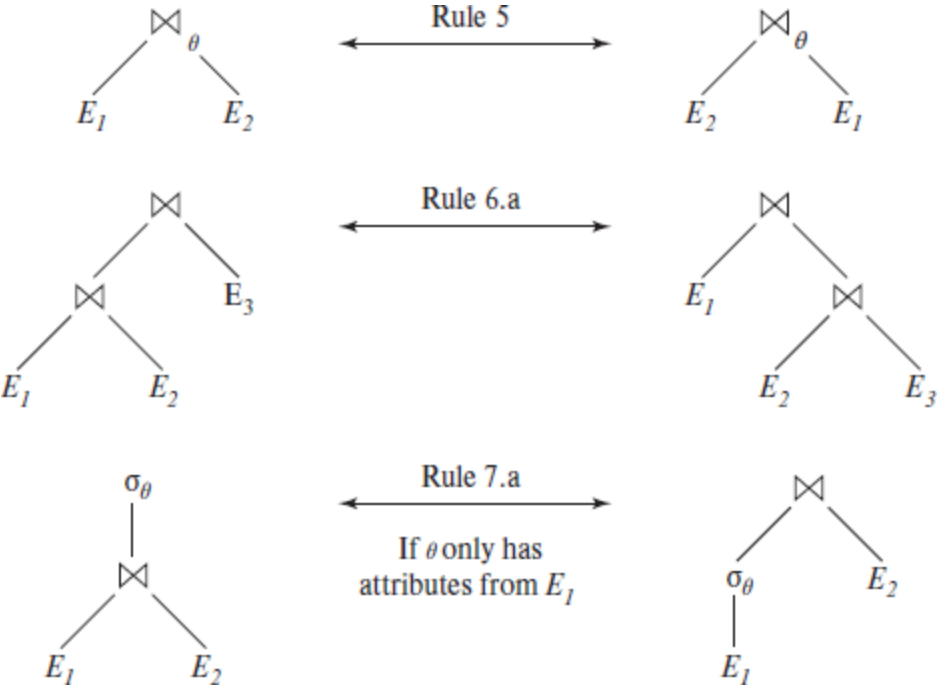 ⋈θ Rule 5 ⋈θ
E1 E2 E2 E1
⋈ Rule 6.a ⋈
⋈ E3 E1 ⋈
E1 E2 E2 E3
σθ Rule 7.a ⋈
If θ only has
attributes from E1
⋈ σθ E2
E1 E2 E1